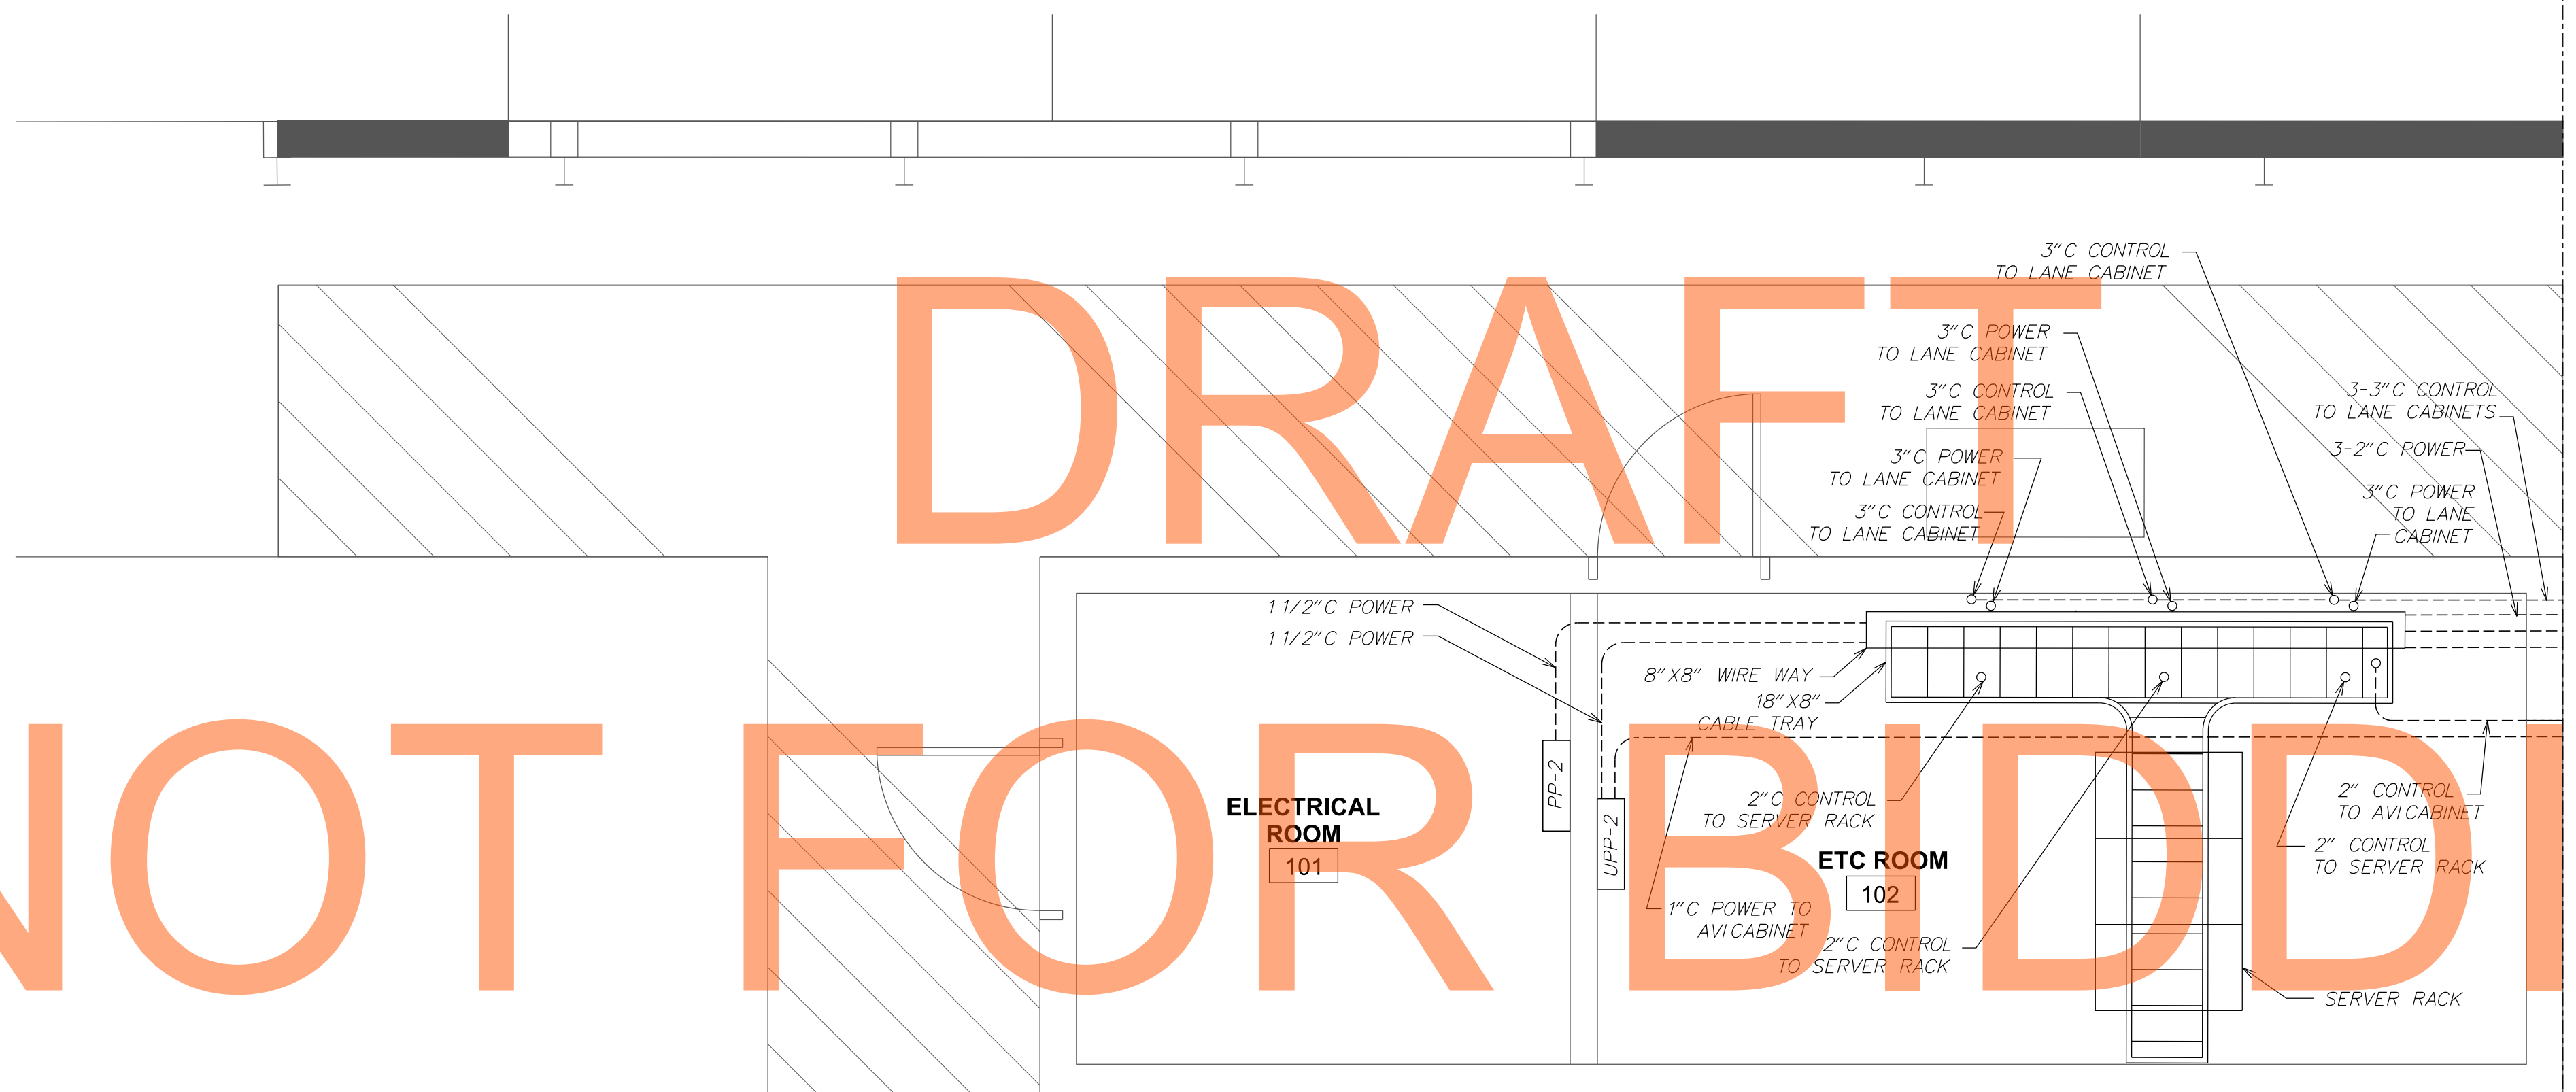 DRAFT
3"C CONTROL
TO LANE CABINET
3"C POWER
TO LANE CABINET
3"C CONTROL
TO LANE CABINET
3-3"C CONTROL
TO LANE CABINETS
3"C POWER
TO LANE CABINET
3-2"C POWER
3"C CONTROL
TO LANE CABINET
3"C POWER
TO LANE
CABINET
1 1/2"C POWER
1 1/2"C POWER
8"X8" WIRE WAY
18"X8"
CABLE TRAY
NOT FOR BIDDI
PP-2
UPP-2
ELECTRICAL
ROOM
101
2"C CONTROL
TO SERVER RACK
2" CONTROL
TO AVI CABINET
2" CONTROL
TO SERVER RACK
ETC ROOM
102
1"C POWER TO
AVI CABINET
2"C CONTROL
TO SERVER RACK
SERVER RACK